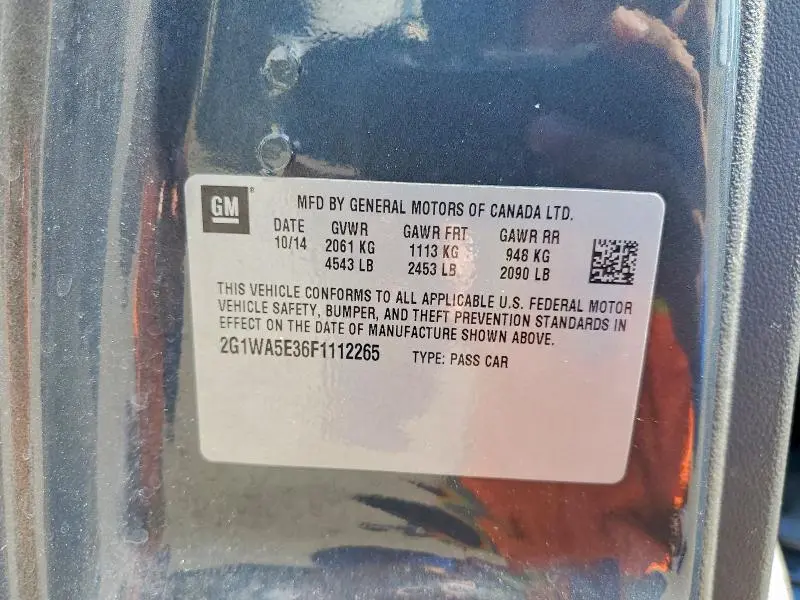 GM ® MFD BY GENERAL MOTORS OF CANADA LTD.
DATE GVWR GAWR FRT GAWR RR
10/14 2061 KG 1113 KG 948 KG
4543 LB 2453 LB 2090 LB
THIS VEHICLE CONFORMS TO ALL APPLICABLE U.S. FEDERAL MOTOR
VEHICLE SAFETY, BUMPER, AND THEFT PREVENTION STANDARDS IN
EFFECT ON THE DATE OF MANUFACTURE SHOWN ABOVE.
2G1WA5E36F1112265 TYPE: PASS CAR